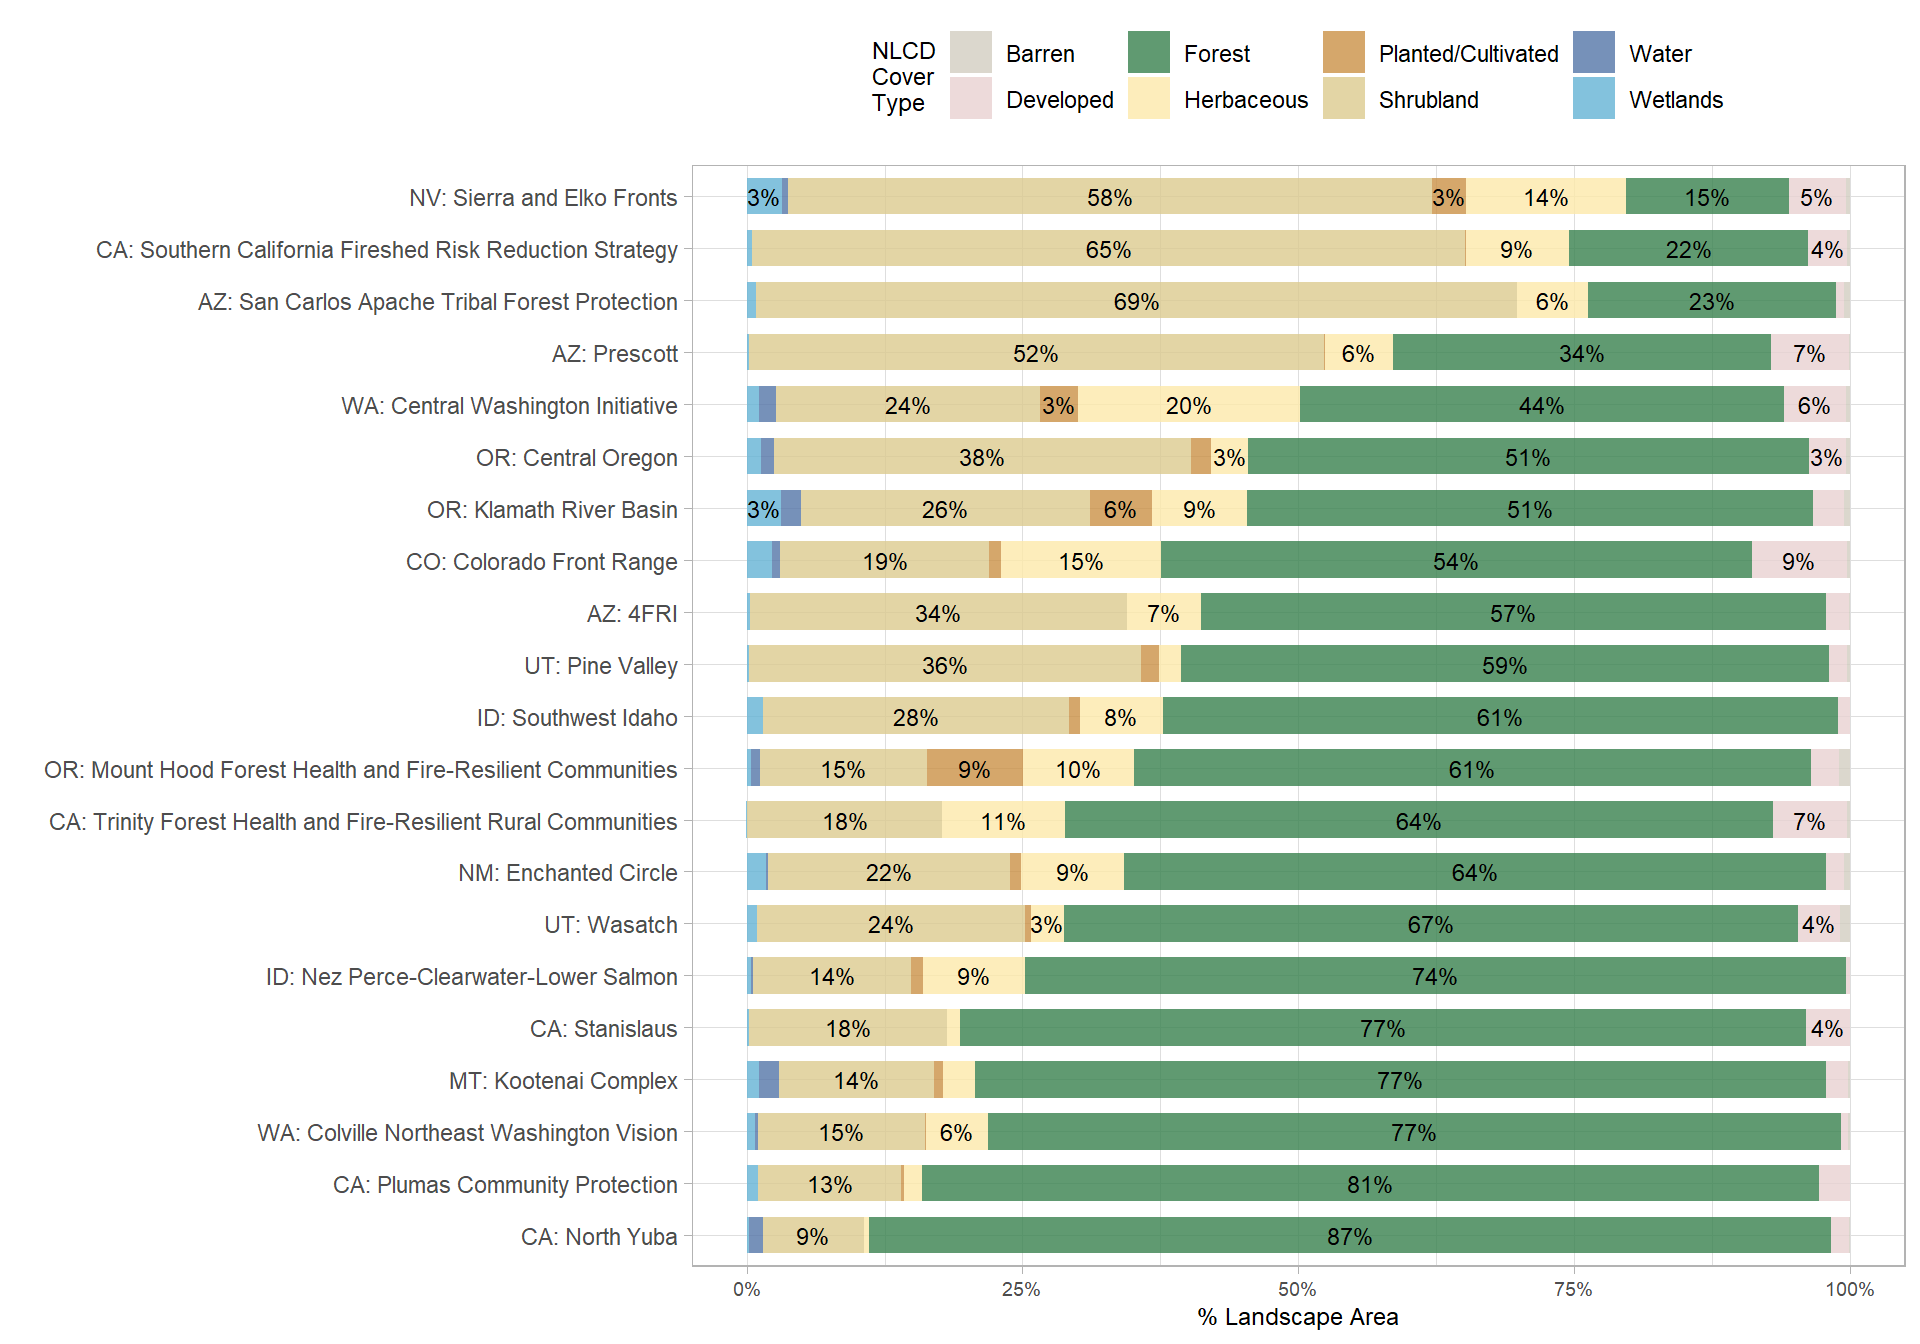 NLCD
Cover
Type
Barren
Forest
Planted/Cultivated
Water
Developed
Herbaceous
Shrubland
Wetlands
NV: Sierra and Elko Fronts 3% 58% 3% 14% 15% 5%
CA: Southern California Fireshed Risk Reduction Strategy 65% 9% 22% 4%
AZ: San Carlos Apache Tribal Forest Protection 69% 6% 23%
AZ: Prescott 52% 6% 34% 7%
WA: Central Washington Initiative 24% 3% 20% 44% 6%
OR: Central Oregon 38% 3% 51% 3%
OR: Klamath River Basin 3% 26% 6% 9% 51%
CO: Colorado Front Range 19% 15% 54% 9%
AZ: 4FRI 34% 7% 57%
UT: Pine Valley 36% 59%
ID: Southwest Idaho 28% 8% 61%
OR: Mount Hood Forest Health and Fire-Resilient Communities 15% 9% 10% 61%
CA: Trinity Forest Health and Fire-Resilient Rural Communities 18% 11% 64% 7%
NM: Enchanted Circle 22% 9% 64%
UT: Wasatch 24% 3% 67% 4%
ID: Nez Perce-Clearwater-Lower Salmon 14% 9% 74%
CA: Stanislaus 18% 77% 4%
MT: Kootenai Complex 14% 77%
WA: Colville Northeast Washington Vision 15% 6% 77%
CA: Plumas Community Protection 13% 81%
CA: North Yuba 9% 87%
0% 25% 50% 75% 100%
% Landscape Area